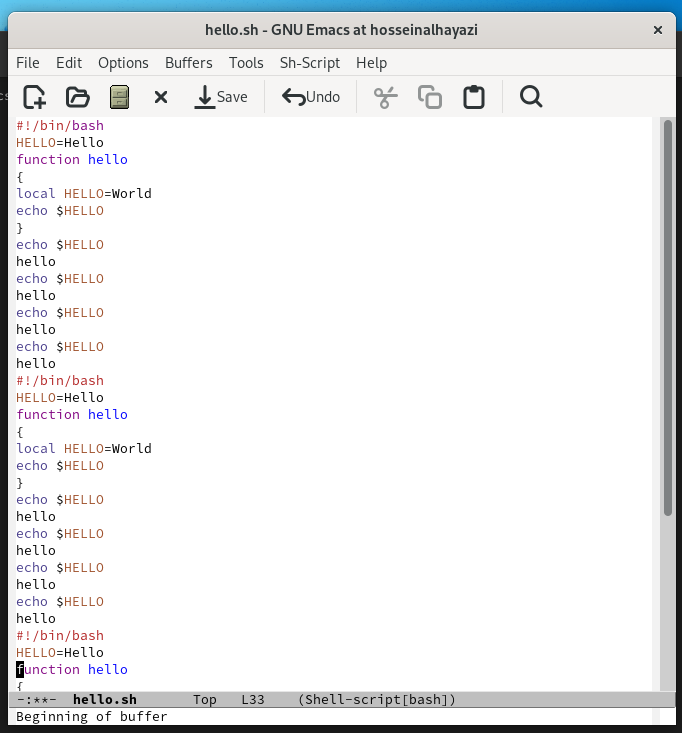 hello.sh - GNU Emacs at hosseinalhayazi
File Edit Options Buffers Tools Sh-Script Help
Save Undo
#!/bin/bash
HELLO=Hello
function hello
{
local HELLO=World
echo $HELLO
}
echo $HELLO
hello
echo $HELLO
hello
echo $HELLO
hello
echo $HELLO
hello
#!/bin/bash
HELLO=Hello
function hello
{
local HELLO=World
echo $HELLO
}
echo $HELLO
hello
echo $HELLO
hello
echo $HELLO
hello
echo $HELLO
hello
#!/bin/bash
HELLO=Hello
function hello
{
-:**- hello.sh Top L33 (Shell-script[bash])
Beginning of buffer